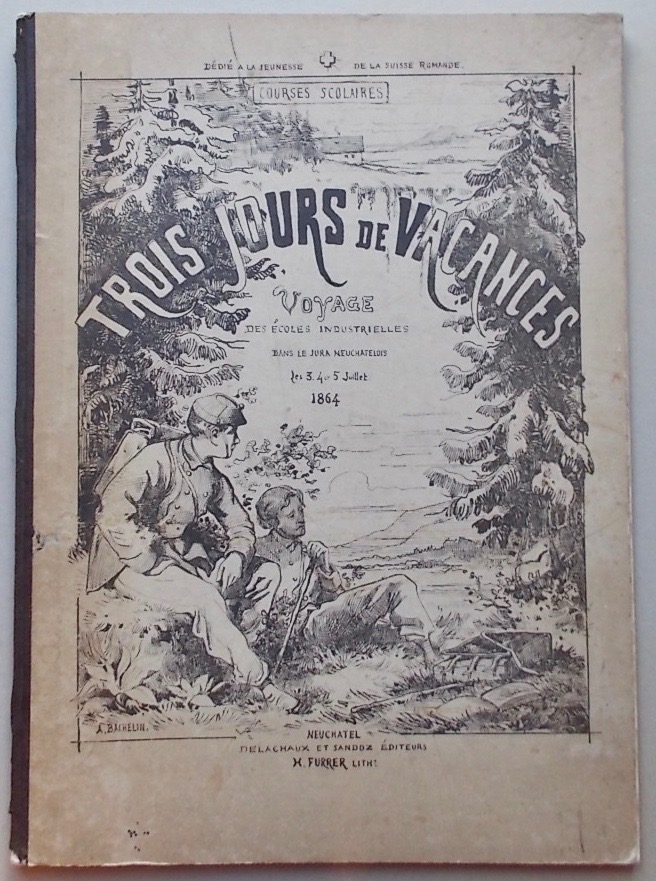 DÉDIÉ A LA JEUNESSE DE LA SUISSE ROMANDE.
COURSES SCOLAIRES
TROIS JOURS DE VACANCES
VOYAGE
DES ÉCOLES INDUSTRIELLES
DANS LE JURA NEUCHATELOIS
les 3. 4 & 5 Juillet
1864
A. BACHELIN.
NEUCHATEL
DELACHAUX ET SANDOZ ÉDITEURS
H. FURRER LITH.